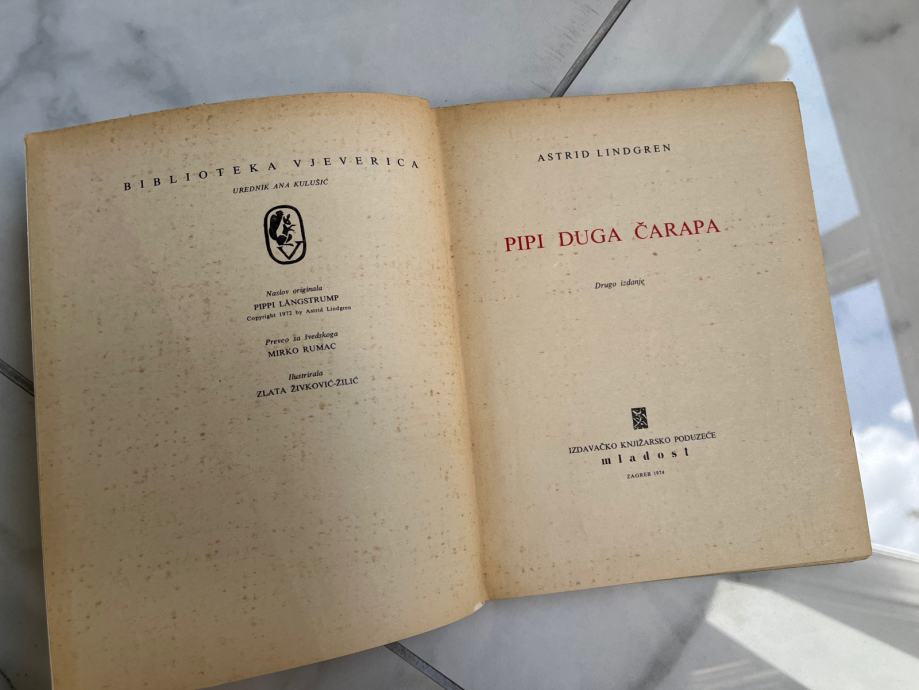 BIBLIOTEKA VJEVERICA
UREDNIK ANA KULUŠIĆ
V
Naslov originala
PIPPI LÅNGSTRUMP
Copyright 1972 by Astrid Lindgren
Preveo sa švedskoga
MIRKO RUMAC
Ilustrirala
ZLATA ŽIVKOVIĆ-ŽILIĆ
ASTRID LINDGREN
PIPI DUGA ČARAPA
Drugo izdanje
IZDAVAČKO KNJIŽARSKO PODUZEĆE
mladost
ZAGREB 1974